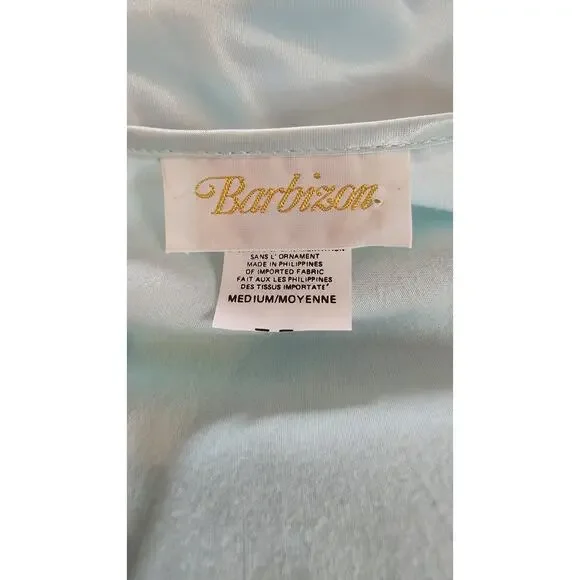 Barbizon
SANS L' ORNAMENT
MADE IN PHILIPPINES
OF IMPORTED FABRIC
FAIT AUX LES PHILIPPINES
DES TISSUS IMPORTATE'
MEDIUM/MOYENNE